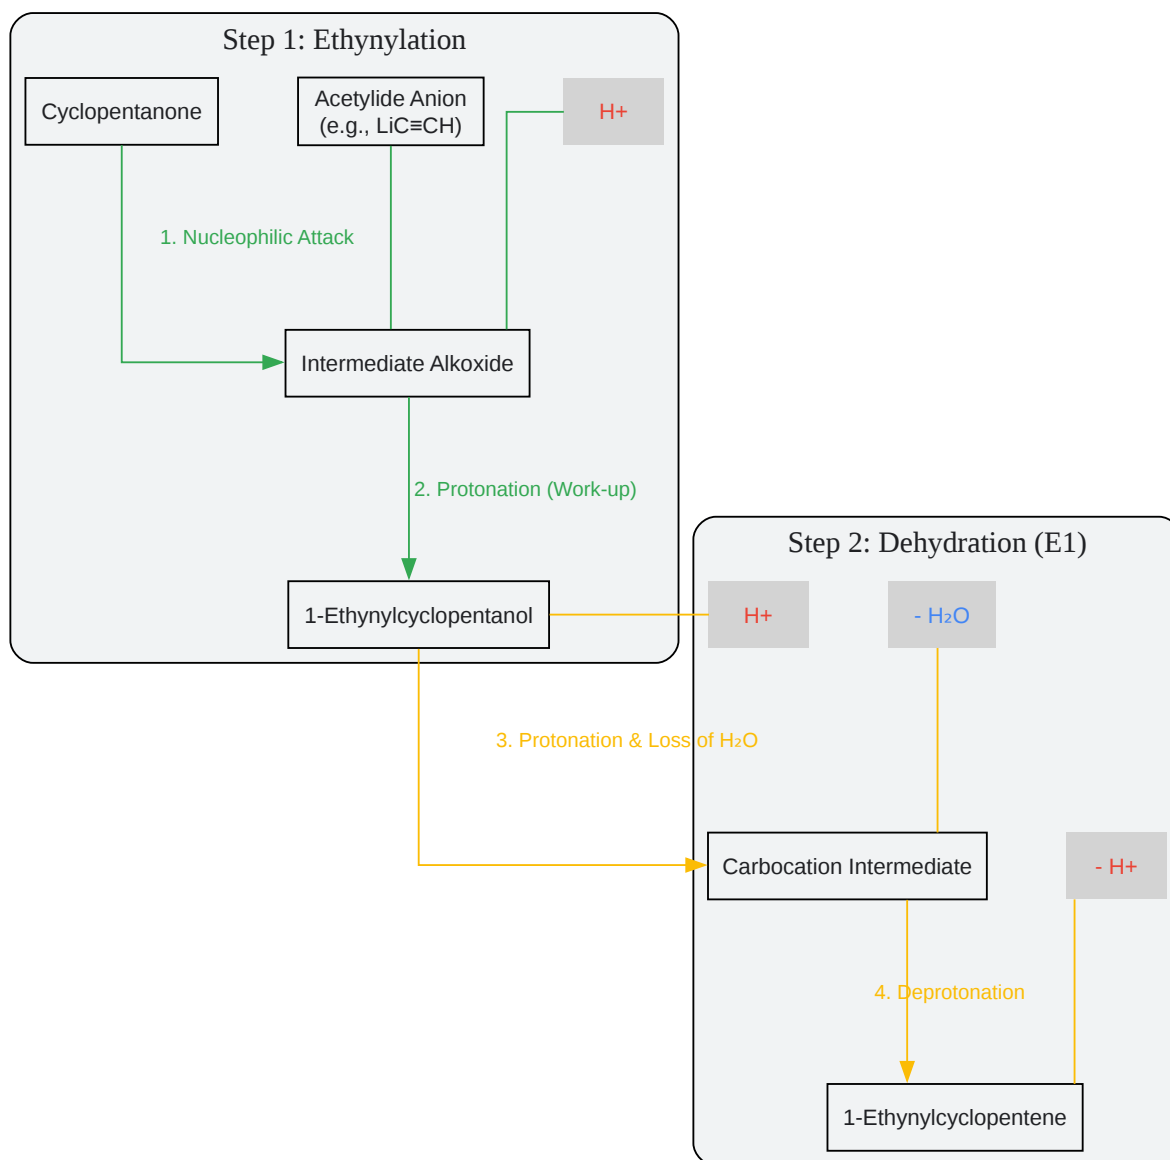 Step 1: Ethynylation
Cyclopentanone
Acetylide Anion
(e.g., LiC≡CH)
H+
1. Nucleophilic Attack
Intermediate Alkoxide
2. Protonation (Work-up)
1-Ethynylcyclopentanol
Step 2: Dehydration (E1)
H+
- H₂O
3. Protonation & Loss of H₂O
Carbocation Intermediate
- H+
4. Deprotonation
1-Ethynylcyclopentene